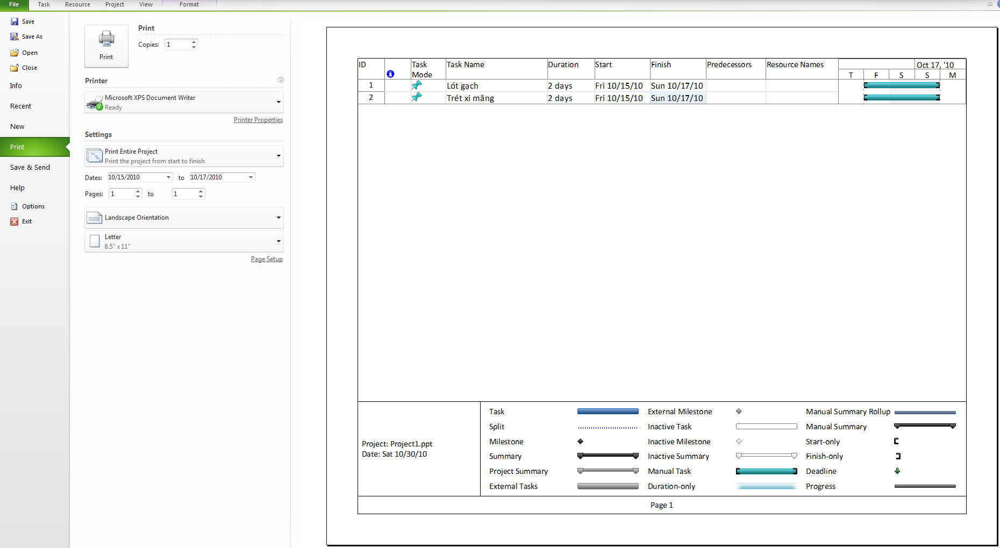 File Task Resource Project View Format
Save
Save As
Open
Close
Info
Recent
New
Print
Save & Send
Help
Options
Exit
Print
Print
Copies: 1
Printer
Microsoft XPS Document Writer
Ready
Printer Properties
Settings
Print Entire Project
Print the project from start to finish
Dates: 10/15/2010 to 10/17/2010
Pages: 1 to 1
Landscape Orientation
Letter
8.5" x 11"
Page Setup
ID Task Mode Task Name Duration Start Finish Predecessors Resource Names Oct 17, '10
T F S S M
1 Lót gạch 2 days Fri 10/15/10 Sun 10/17/10
2 Trét xi măng 2 days Fri 10/15/10 Sun 10/17/10
Project: Project1.ppt
Date: Sat 10/30/10
Task External Milestone Manual Summary Rollup
Split Inactive Task Manual Summary
Milestone Inactive Milestone Start-only
Summary Inactive Summary Finish-only
Project Summary Manual Task Deadline
External Tasks Duration-only Progress
Page 1